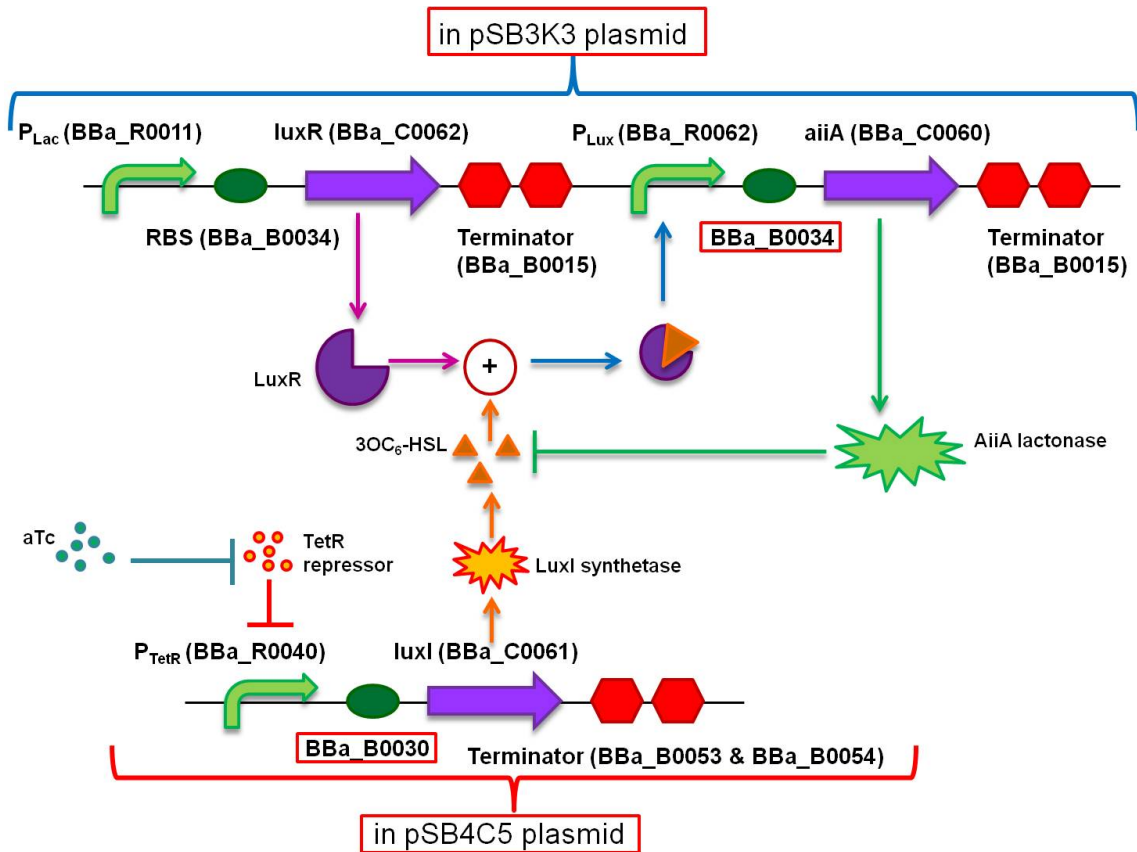 in pSB3K3 plasmid
PLac (BBa_R0011)
luxR (BBa_C0062)
PLux (BBa_R0062)
aiiA (BBa_C0060)
RBS (BBa_B0034)
Terminator
(BBa_B0015)
BBa_B0034
Terminator
(BBa_B0015)
LuxR
+
3OC6-HSL
AiiA lactonase
aTc
TetR
repressor
LuxI synthetase
PTetR (BBa_R0040)
luxI (BBa_C0061)
BBa_B0030
Terminator (BBa_B0053 & BBa_B0054)
in pSB4C5 plasmid